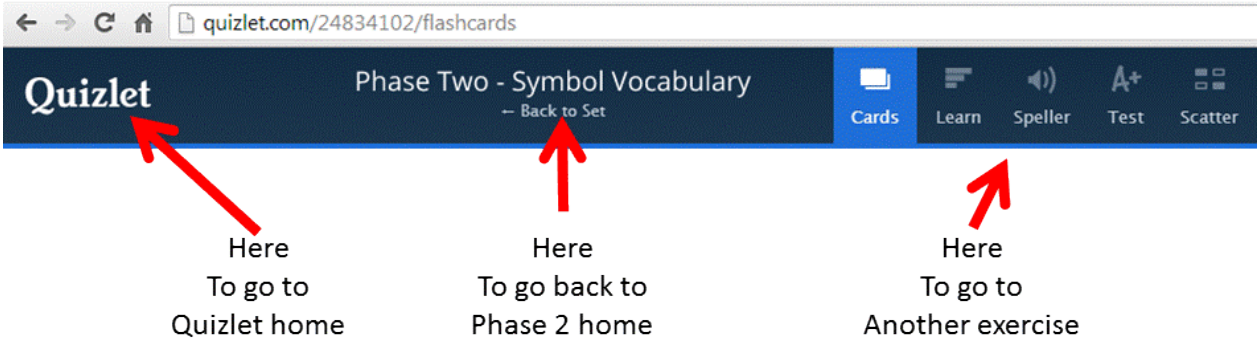 quizlet.com/24834102/flashcards
Quizlet
Phase Two - Symbol Vocabulary
← Back to Set
Cards Learn Speller A+ Test Scatter
Here
To go to
Quizlet home
Here
To go back to
Phase 2 home
Here
To go to
Another exercise